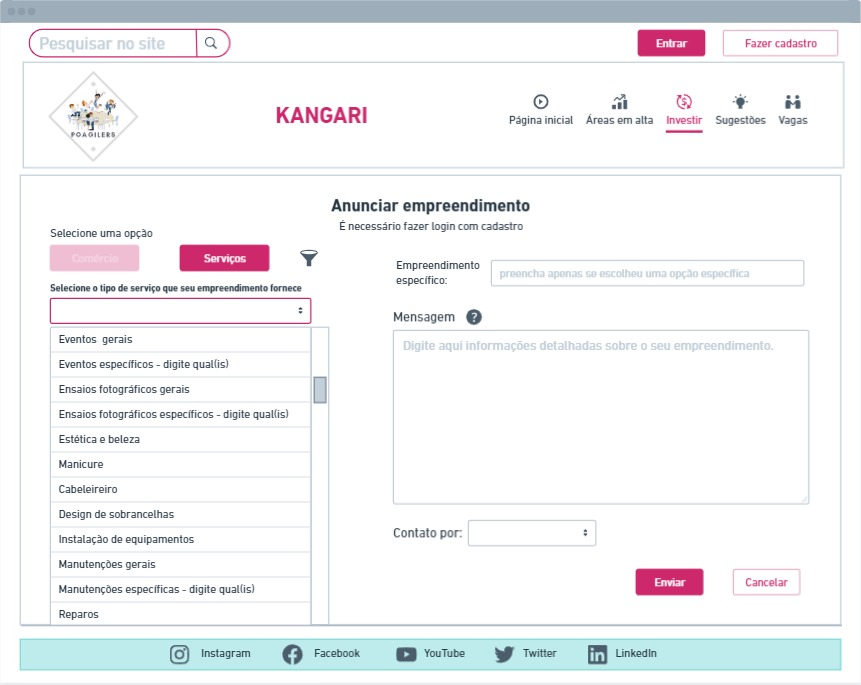 Pesquisar no site
Entrar
Fazer cadastro
POAGILERS
KANGARI
Página inicial
Áreas em alta
Investir
Sugestões
Vagas
Anunciar empreendimento
É necessário fazer login com cadastro
Selecione uma opção
Comércio
Serviços
Selecione o tipo de serviço que seu empreendimento fornece
Eventos gerais
Eventos específicos - digite qual(is)
Ensaios fotográficos gerais
Ensaios fotográficos específicos - digite qual(is)
Estética e beleza
Manicure
Cabeleireiro
Design de sobrancelhas
Instalação de equipamentos
Manutenções gerais
Manutenções específicas - digite qual(is)
Reparos
Empreendimento
específico:
preencha apenas se escolheu uma opção específica
Mensagem ?
Digite aqui informações detalhadas sobre o seu empreendimento.
Contato por:
Enviar
Cancelar
Instagram
Facebook
YouTube
Twitter
LinkedIn